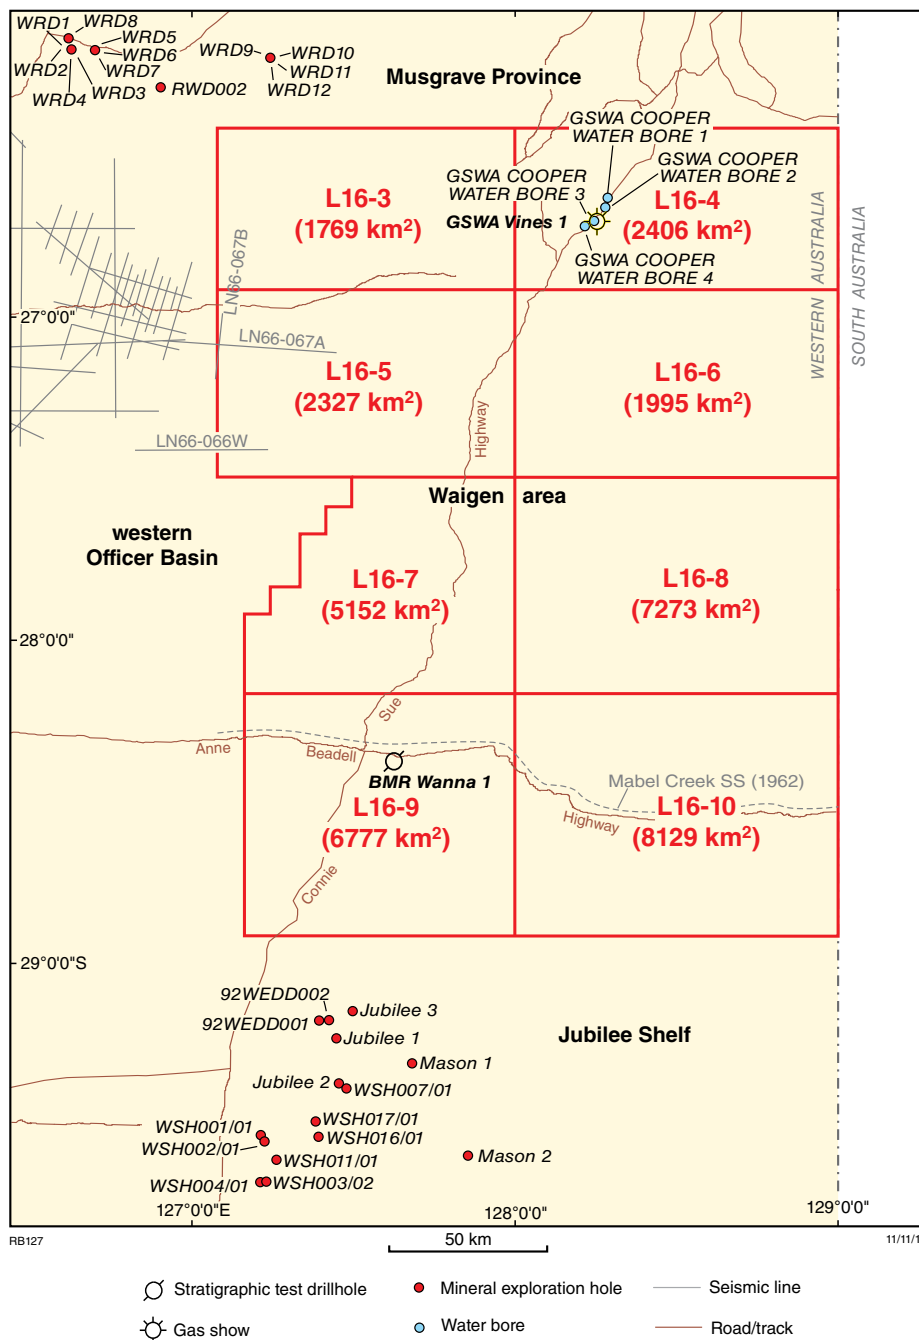 WRD1
WRD8
WRD5
WRD6
WRD2
WRD7
WRD4
WRD3
RWD002
WRD9
WRD10
WRD11
WRD12
Musgrave Province
GSWA COOPER
WATER BORE 1
GSWA COOPER
WATER BORE 2
GSWA COOPER
WATER BORE 3
GSWA Vines 1
GSWA COOPER
WATER BORE 4
L16-3
(1769 km²)
L16-4
(2406 km²)
WESTERN AUSTRALIA
SOUTH AUSTRALIA
LN66-067B
27°0'0"
LN66-067A
L16-5
(2327 km²)
L16-6
(1995 km²)
Highway
LN66-066W
Waigen area
western
Officer Basin
L16-7
(5152 km²)
L16-8
(7273 km²)
28°0'0"
Sue
Anne
Beadell
BMR Wanna 1
Mabel Creek SS (1962)
L16-9
(6777 km²)
L16-10
(8129 km²)
Highway
Connie
29°0'0"S
92WEDD002
Jubilee 3
92WEDD001
Jubilee 1
Jubilee Shelf
Mason 1
Jubilee 2
WSH007/01
WSH017/01
WSH001/01
WSH016/01
WSH002/01
Mason 2
WSH011/01
WSH004/01
WSH003/02
127°0'0"E
128°0'0"
129°0'0"
RB127
50 km
11/11/1
Stratigraphic test drillhole
Mineral exploration hole
Seismic line
Gas show
Water bore
Road/track